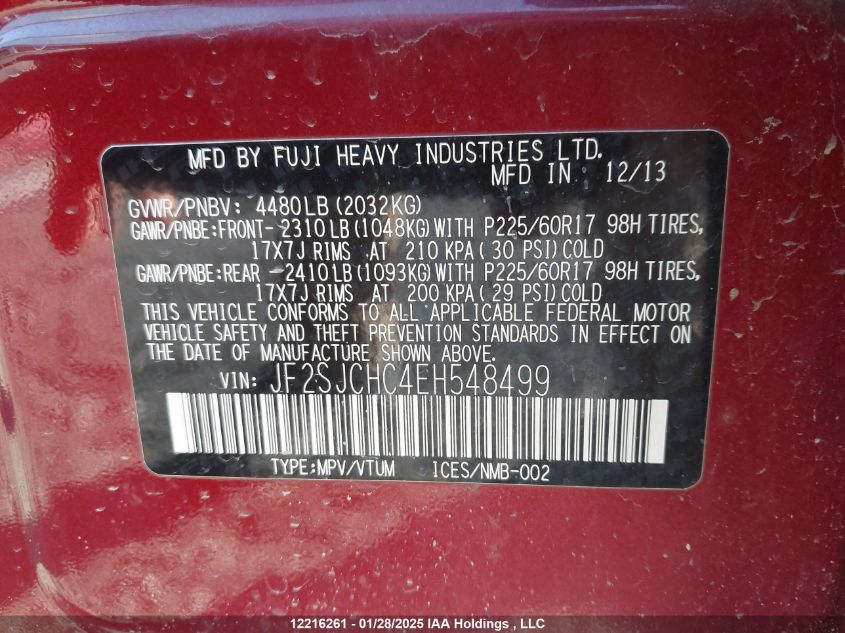 MFD BY FUJI HEAVY INDUSTRIES LTD.
MFD IN 12/13
GVWR/PNBV: 4480LB(2032KG)
GAWR/PNBE:FRONT-2310LB(1048KG)WITH P225/60R17 98H TIRES,
17X7J RIMS AT 210 KPA( 30 PSI)COLD
GAWR/PNBE:REAR -2410LB(1093KG)WITH P225/60R17 98H TIRES,
17X7J RIMS AT 200 KPA( 29 PSI)COLD
THIS VEHICLE CONFORMS TO ALL APPLICABLE FEDERAL MOTOR
VEHICLE SAFETY AND THEFT PREVENTION STANDARDS IN EFFECT ON
THE DATE OF MANUFACTURE SHOWN ABOVE.
VIN: JF2SJCHC4EH548499
TYPE:MPV/VTUM ICES/NMB-002
12216261 - 01/28/2025 IAA Holdings , LLC